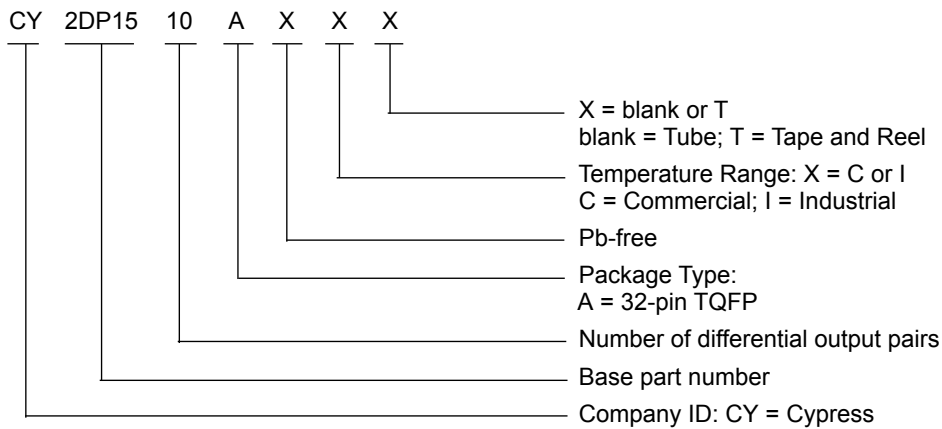 CY 2DP15 10 A X X X
X = blank or T
blank = Tube; T = Tape and Reel
Temperature Range: X = C or I
C = Commercial; I = Industrial
Pb-free
Package Type:
A = 32-pin TQFP
Number of differential output pairs
Base part number
Company ID: CY = Cypress